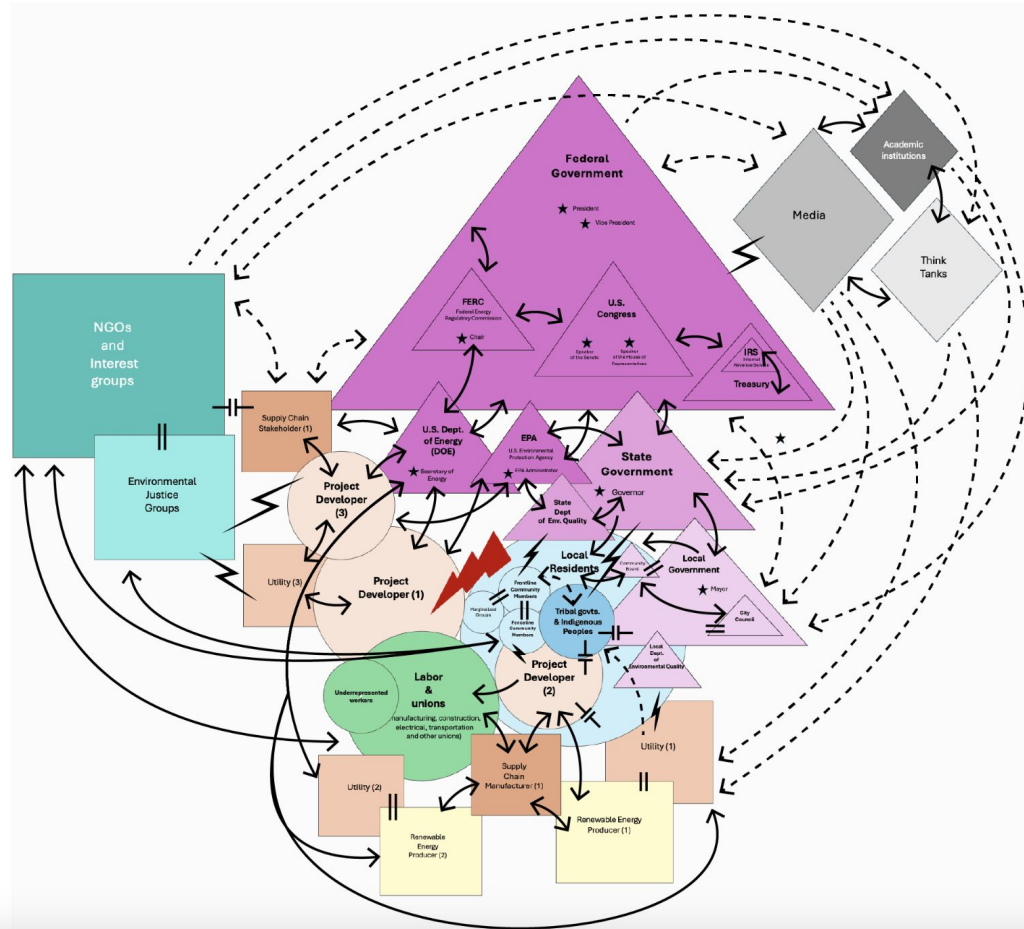 Federal
Government
President
Vice President
Academic
institutions
Media
Think
Tanks
NGOs
and
Interest
groups
FERC
Federal Energy
Regulatory Commission
Chair
U.S.
Congress
Speaker
of the Senate
Speaker
of the House of
Representatives
IRS
Internal
Revenue Service
Treasury
Supply Chain
Stakeholder (1)
U.S. Dept.
of Energy
(DOE)
Secretary of
Energy
EPA
U.S. Environmental
Protection Agency
EPA Administrator
State
Government
Governor
Environmental
Justice
Groups
Project
Developer
(3)
State
Dept
of Env. Quality
Local
Residents
Community
Board
Local
Government
Mayor
City
Council
Utility (3)
Project
Developer (1)
Frontline
Community
Members
Marginalized
Groups
Fenceline
Community
Members
Tribal govts.
& Indigenous
Peoples
Local
Dept.
of
Environmental Quality
Project
Developer
(2)
Underrepresented
workers
Labor
&
unions
manufacturing, construction,
electrical, transportation
and other unions)
Utility (1)
Supply
Chain
Manufacturer (1)
Utility (2)
Renewable
Energy
Producer (2)
Renewable Energy
Producer (1)